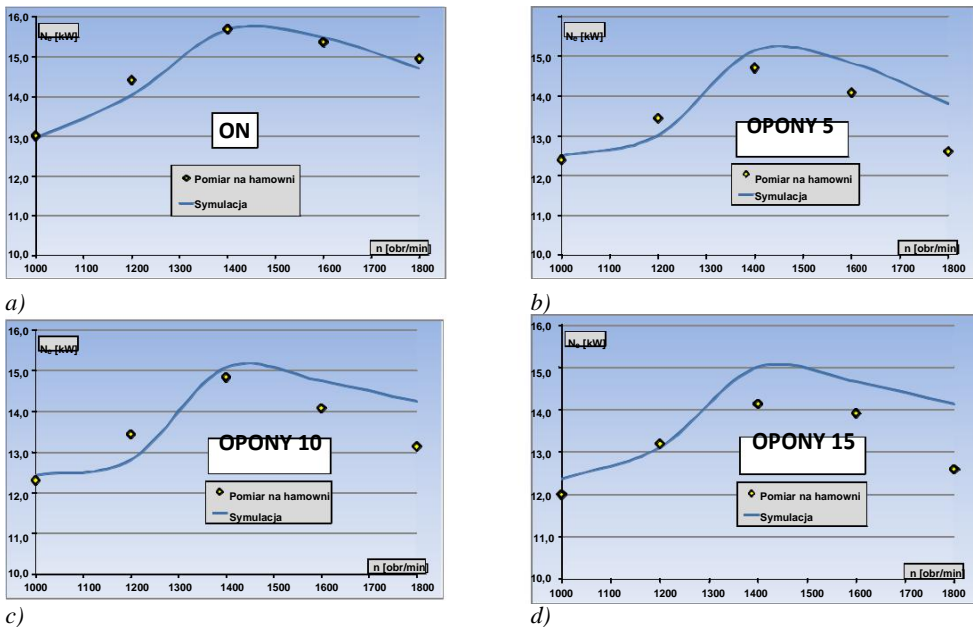 16,0
Nₑ [kW]
15,0
14,0
13,0
12,0
11,0
10,0
ON
Pomiar na hamowni
Symulacja
n [obr/min]
1000 1100 1200 1300 1400 1500 1600 1700 1800
a)
16,0
Nₑ [kW]
15,0
14,0
13,0
12,0
11,0
10,0
OPONY 5
Pomiar na hamowni
Symulacja
n [obr/min]
1000 1100 1200 1300 1400 1500 1600 1700 1800
b)
16,0
Nₑ [kW]
15,0
14,0
13,0
12,0
11,0
10,0
OPONY 10
Pomiar na hamowni
Symulacja
n [obr/min]
1000 1100 1200 1300 1400 1500 1600 1700 1800
c)
16,0
Nₑ [kW]
15,0
14,0
13,0
12,0
11,0
10,0
OPONY 15
Pomiar na hamowni
Symulacja
n [obr/min]
1000 1100 1200 1300 1400 1500 1600 1700 1800
d)